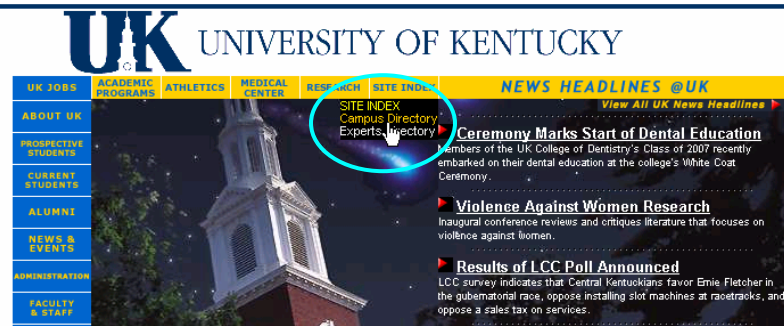 UK UNIVERSITY OF KENTUCKY
UK JOBS
ACADEMIC PROGRAMS
ATHLETICS
MEDICAL CENTER
RESEARCH
SITE INDEX
NEWS HEADLINES @UK
View All UK News Headlines
SITE INDEX
Campus Directory
Experts Directory
ABOUT UK
PROSPECTIVE STUDENTS
CURRENT STUDENTS
ALUMNI
NEWS & EVENTS
ADMINISTRATION
FACULTY & STAFF
Ceremony Marks Start of Dental Education
Members of the UK College of Dentistry's Class of 2007 recently
embarked on their dental education at the college's White Coat
Ceremony.
Violence Against Women Research
Inaugural conference reviews and critiques literature that focuses on
violence against women.
Results of LCC Poll Announced
LCC survey indicates that Central Kentuckians favor Ernie Fletcher in
the gubernatorial race, oppose installing slot machines at racetracks, and
oppose a sales tax on services.